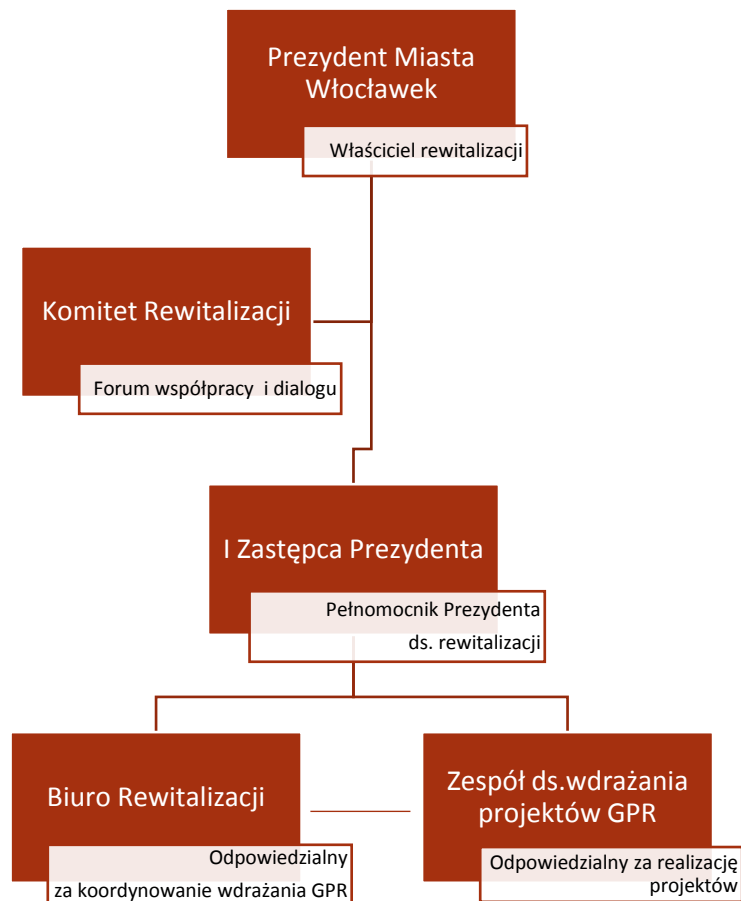 Prezydent Miasta
Włocławek
Właściciel rewitalizacji
Komitet Rewitalizacji
Forum współpracy i dialogu
I Zastępca Prezydenta
Pełnomocnik Prezydenta
ds. rewitalizacji
Biuro Rewitalizacji
Odpowiedzialny
za koordynowanie wdrażania GPR
Zespół ds.wdrażania
projektów GPR
Odpowiedzialny za realizację
projektów